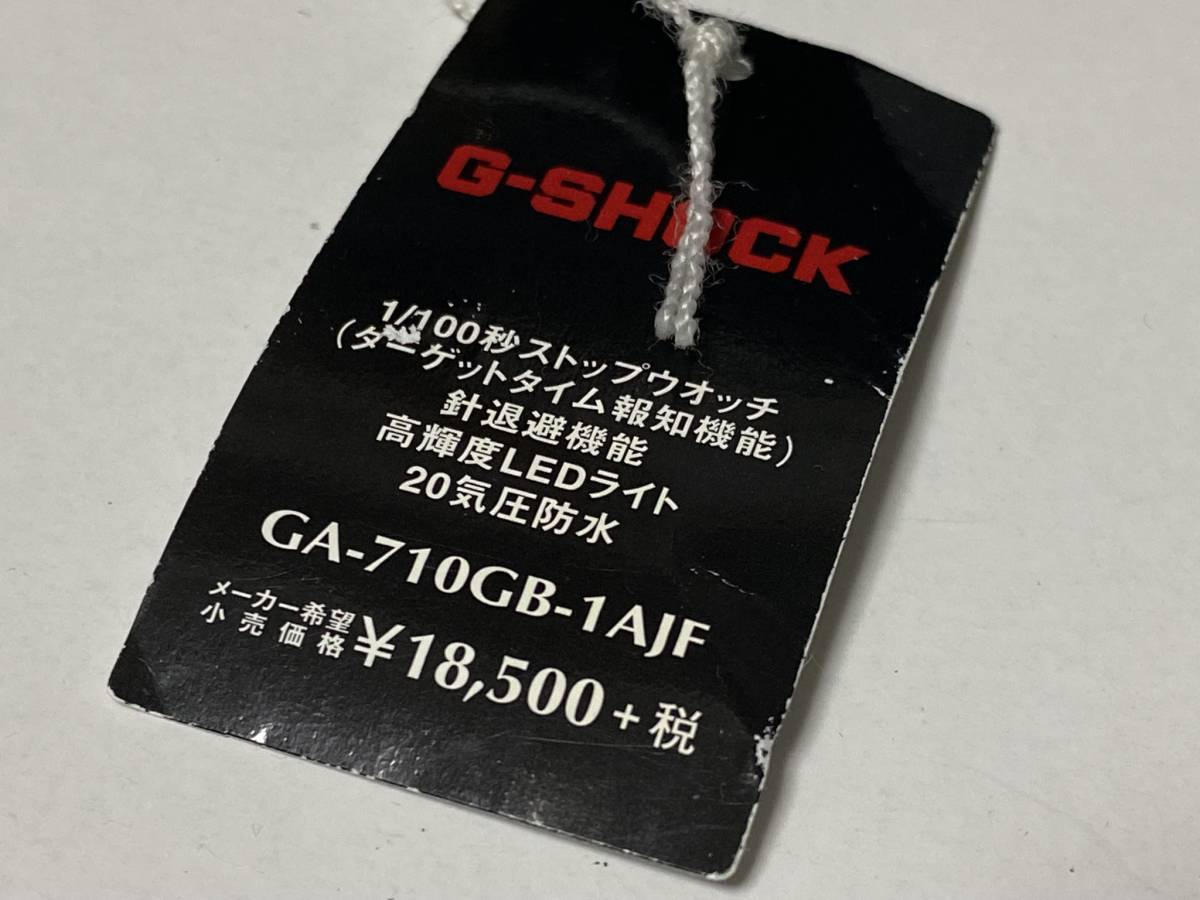 G-SHOCK
1/100秒ストップウオッチ
(ターゲットタイム報知機能)
針退避機能
高輝度LEDライト
20気圧防水
GA-710GB-1AJF
メーカー希望
小売価格 ¥18,500+税